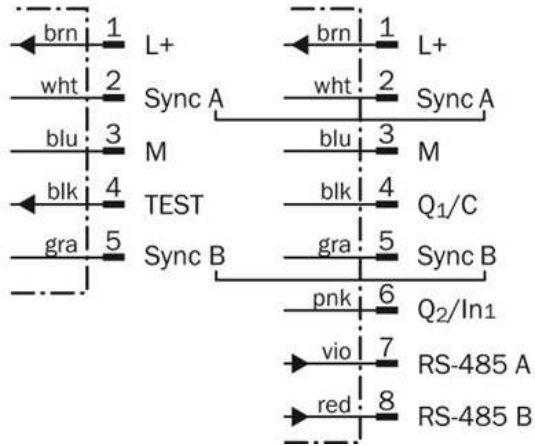 brn 1 L+
wht 2 Sync A
blu 3 M
blk 4 TEST
gra 5 Sync B
brn 1 L+
wht 2 Sync A
blu 3 M
blk 4 Q1/C
gra 5 Sync B
pnk 6 Q2/In1
vio 7 RS-485 A
red 8 RS-485 B